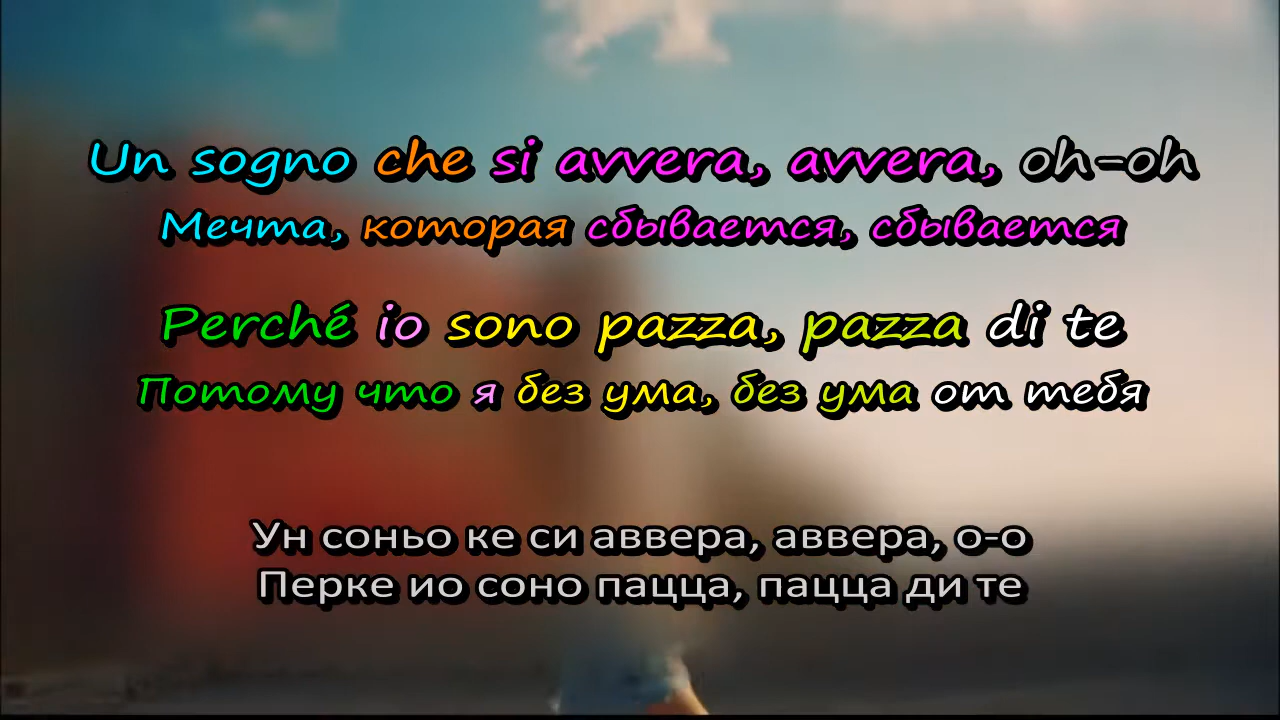 Un sogno che si avvera, avvera, oh-oh
Мечта, которая сбывается, сбывается
Perché io sono pazza, pazza di te
Потому что я без ума, без ума от тебя
Ун соньо ке си аввера, аввера, о-о
Перке ио соно пацца, пацца ди те